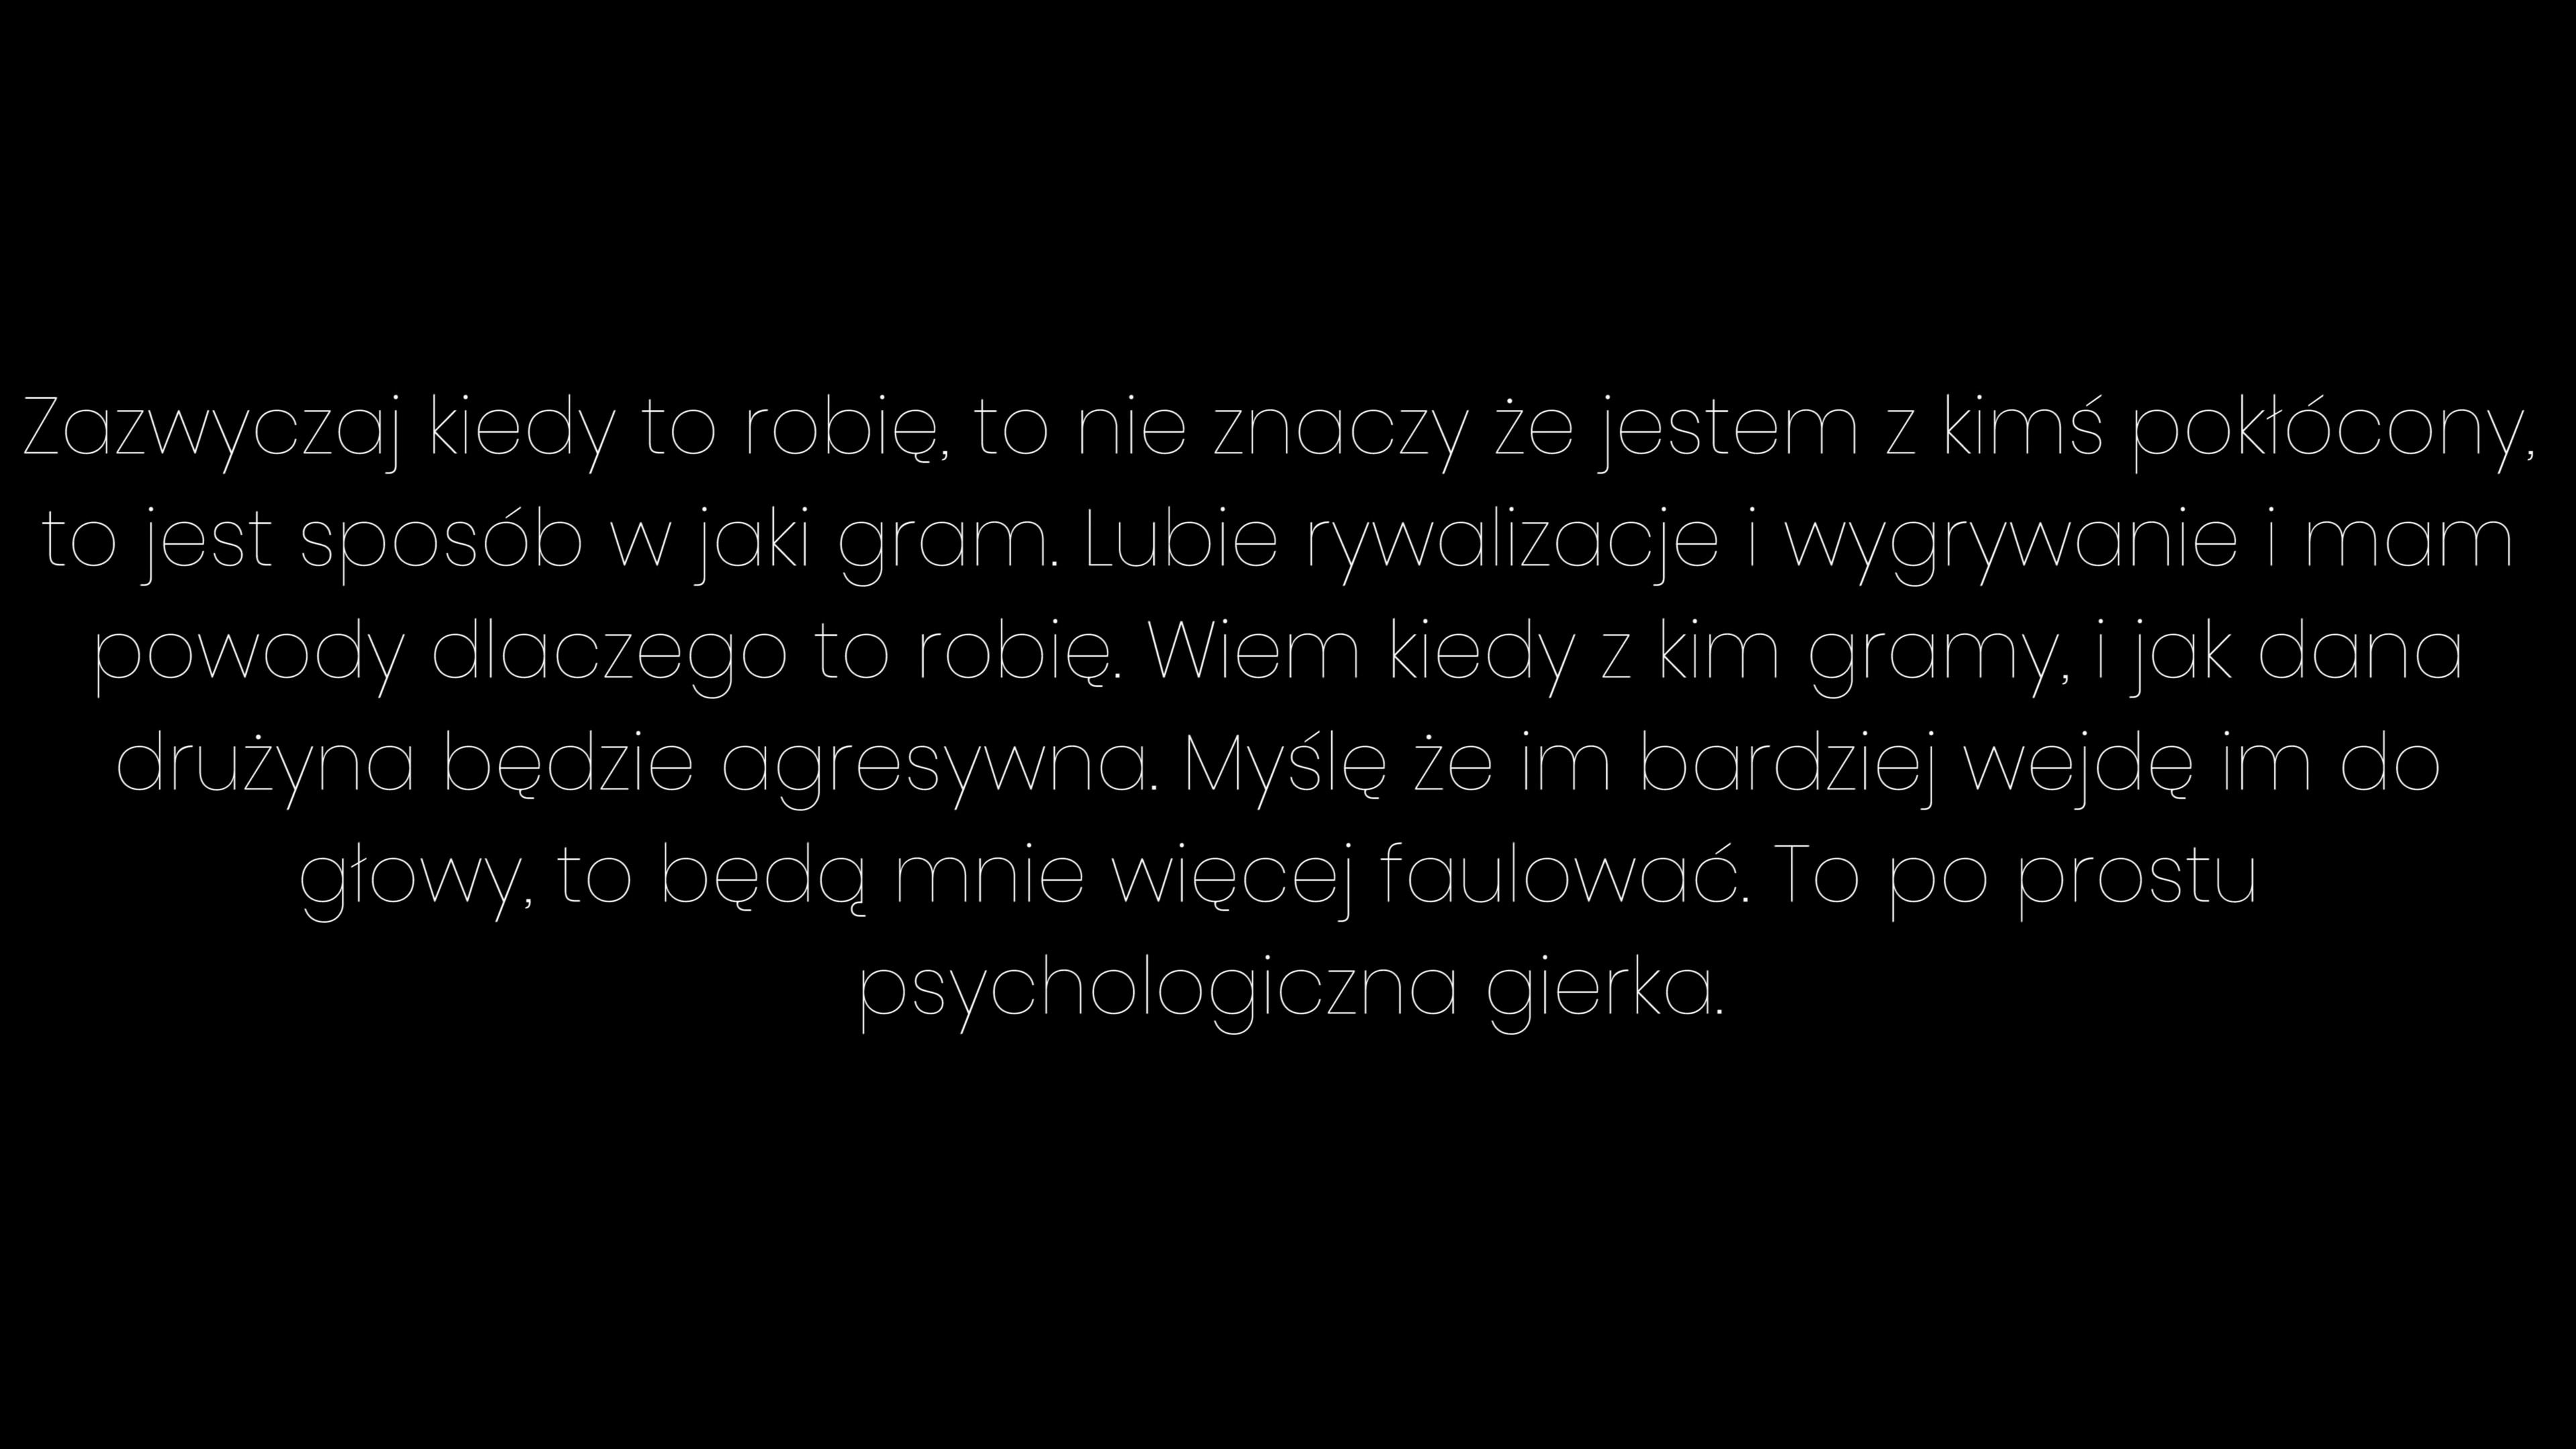 Zazwyczaj kiedy to robię, to nie znaczy że jestem z kimś pokłócony,
to jest sposób w jaki gram. Lubie rywalizacje i wygrywanie i mam
powody dlaczego to robię. Wiem kiedy z kim gramy, i jak dana
drużyna będzie agresywna. Myślę że im bardziej wejdę im do
głowy, to będą mnie więcej faulować. To po prostu
psychologiczna gierka.